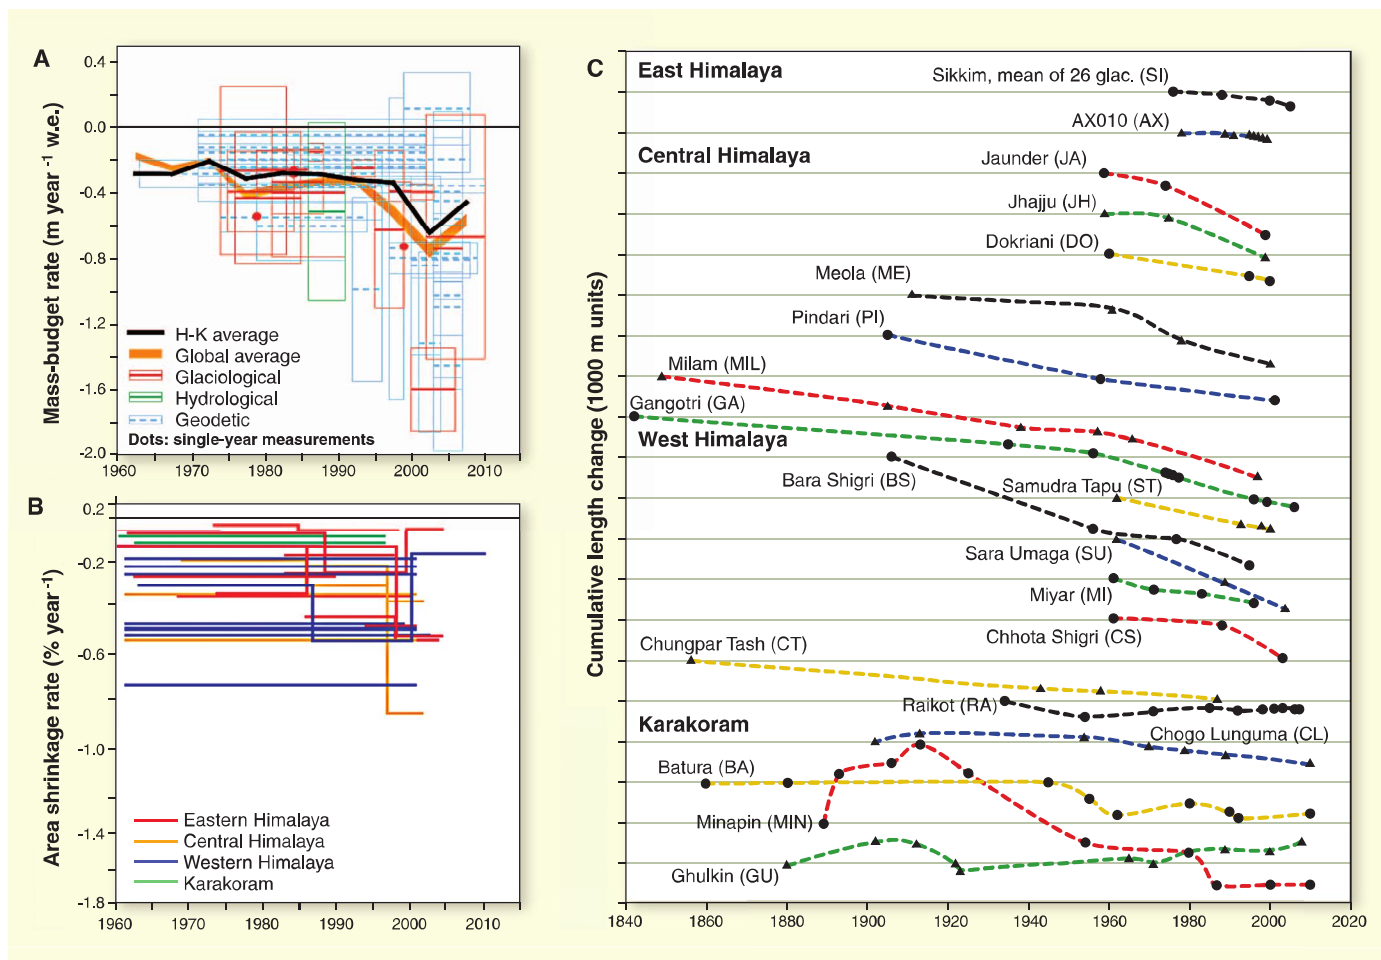 A
Mass-budget rate (m year⁻¹ w.e.)
0.4
0.0
-0.4
-0.8
-1.2
-1.6
-2.0
H-K average
Global average
Glaciological
Hydrological
Geodetic
Dots: single-year measurements
1960 1970 1980 1990 2000 2010
B
Area shrinkage rate (% year⁻¹)
0.2
-0.2
-0.6
-1.0
-1.4
-1.8
Eastern Himalaya
Central Himalaya
Western Himalaya
Karakoram
1960 1970 1980 1990 2000 2010
C
Cumulative length change (1000 m units)
East Himalaya
Sikkim, mean of 26 glac. (SI)
AX010 (AX)
Central Himalaya
Jaunder (JA)
Jhajju (JH)
Dokriani (DO)
Meola (ME)
Pindari (PI)
Milam (MIL)
Gangotri (GA)
West Himalaya
Bara Shigri (BS)
Samudra Tapu (ST)
Sara Umaga (SU)
Miyar (MI)
Chhota Shigri (CS)
Chungpar Tash (CT)
Raikot (RA)
Karakoram
Chogo Lunguma (CL)
Batura (BA)
Minapin (MIN)
Ghulkin (GU)
1840 1860 1880 1900 1920 1940 1960 1980 2000 2020